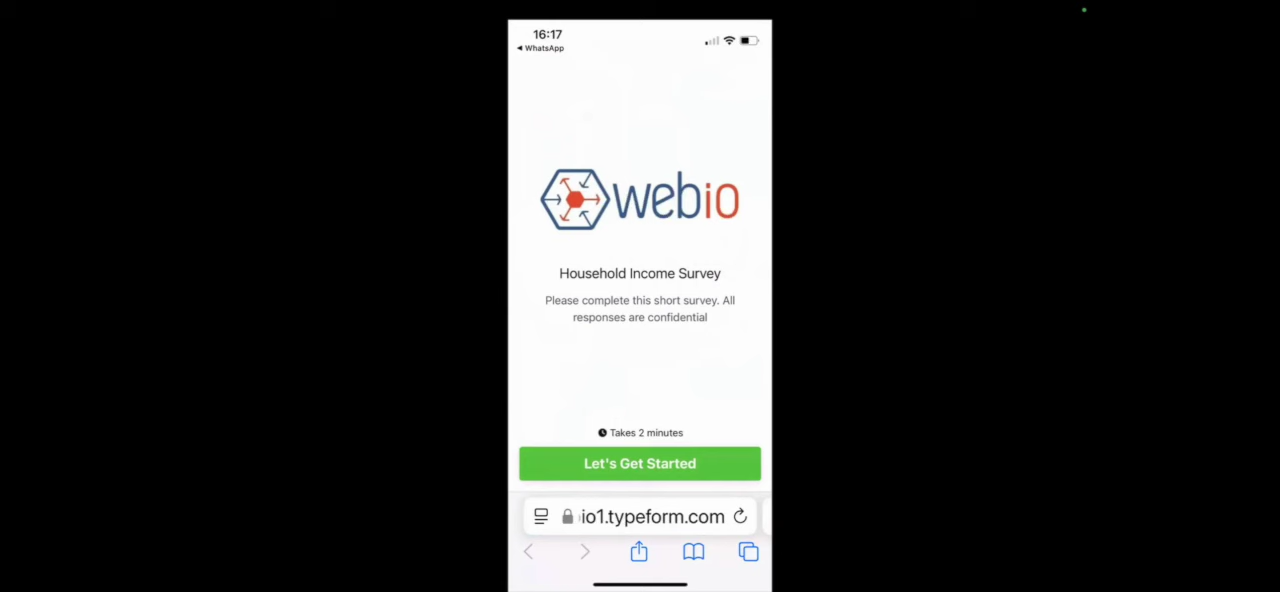 16:17
◀ WhatsApp
webio
Household Income Survey
Please complete this short survey. All
responses are confidential
Takes 2 minutes
Let's Get Started
io1.typeform.com